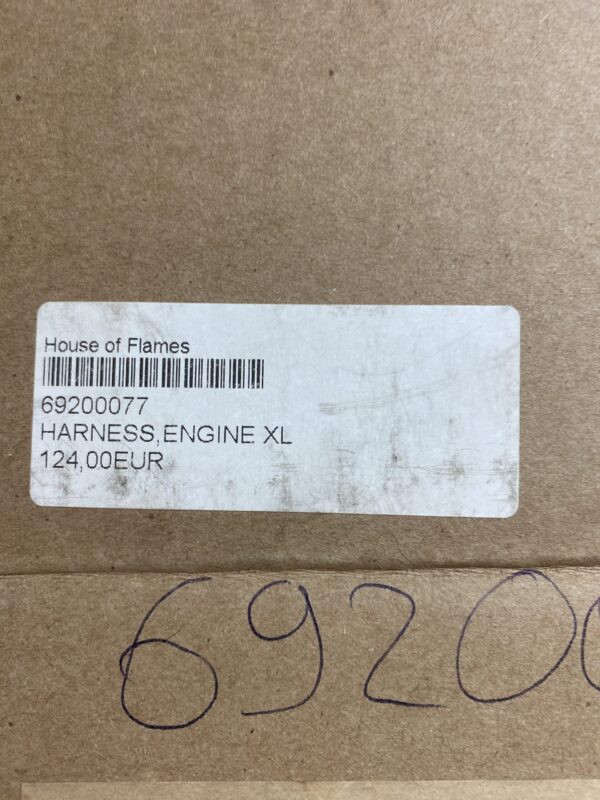 House of Flames
69200077
HARNESS,ENGINE XL
124,00EUR
6920